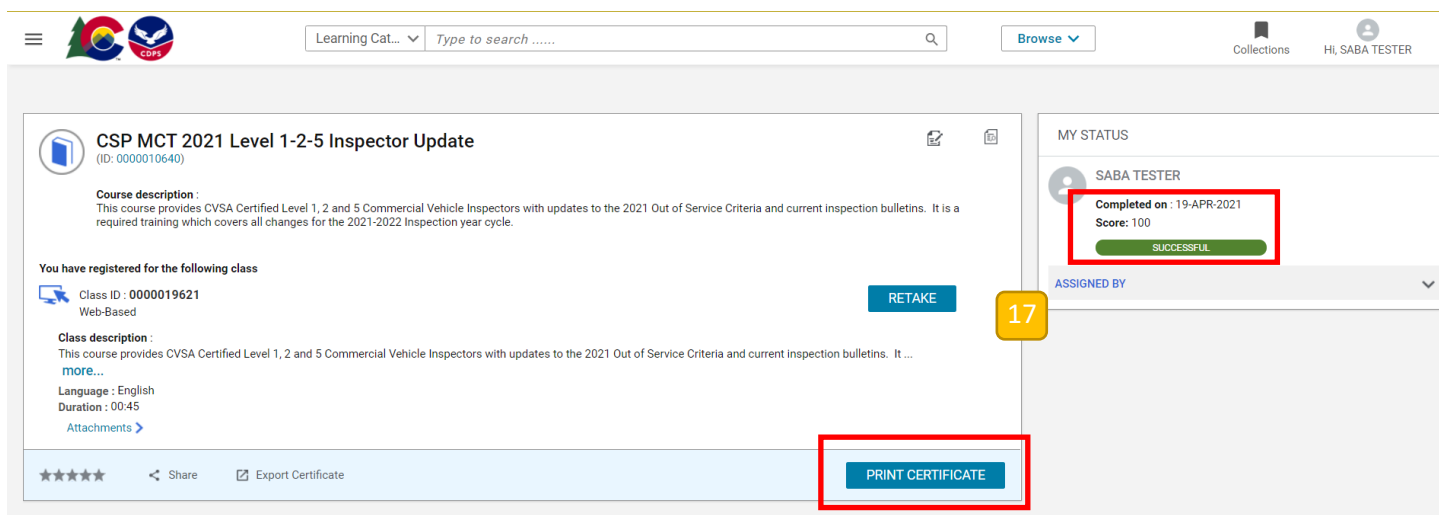 CDPS
Learning Cat...
Type to search ......
Browse
Collections
Hi, SABA TESTER
CSP MCT 2021 Level 1-2-5 Inspector Update
(ID: 0000010640)
Course description :
This course provides CVSA Certified Level 1, 2 and 5 Commercial Vehicle Inspectors with updates to the 2021 Out of Service Criteria and current inspection bulletins. It is a
required training which covers all changes for the 2021-2022 Inspection year cycle.
You have registered for the following class
Class ID : 0000019621
Web-Based
RETAKE
Class description :
This course provides CVSA Certified Level 1, 2 and 5 Commercial Vehicle Inspectors with updates to the 2021 Out of Service Criteria and current inspection bulletins. It ...
more...
Language : English
Duration : 00:45
Attachments
Share
Export Certificate
PRINT CERTIFICATE
17
MY STATUS
SABA TESTER
Completed on : 19-APR-2021
Score: 100
SUCCESSFUL
ASSIGNED BY